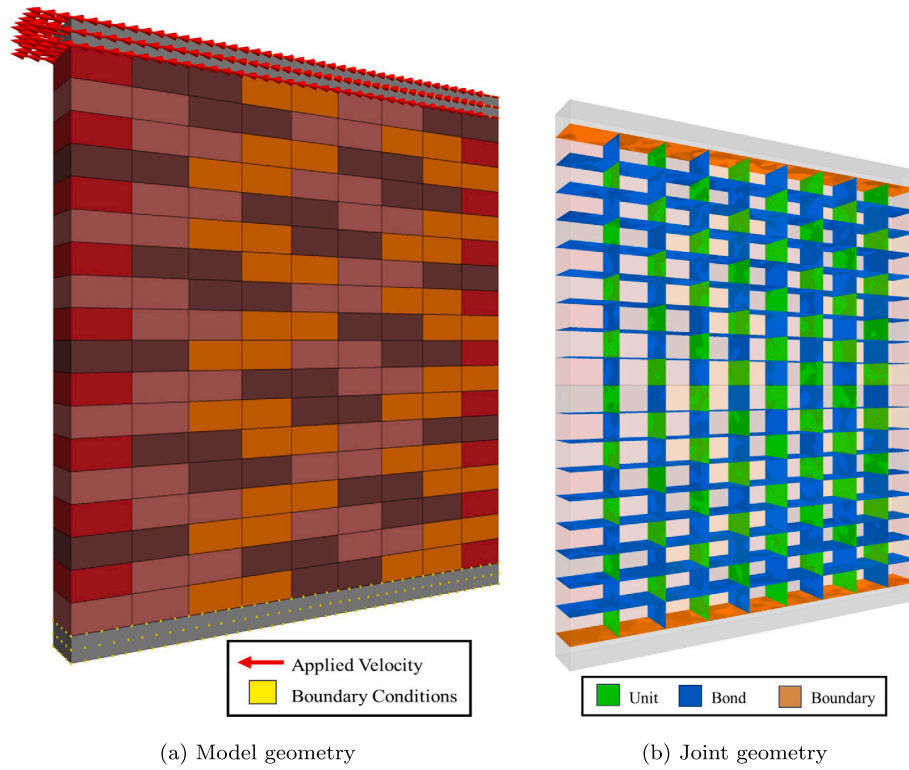 Applied Velocity
Boundary Conditions
Unit Bond Boundary
(a) Model geometry
(b) Joint geometry